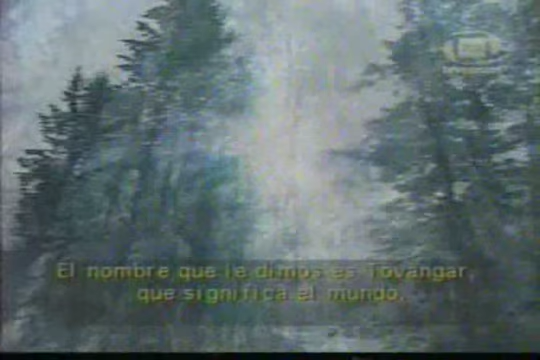 El nombre que le dimos es Tovangar,
que significa el mundo.